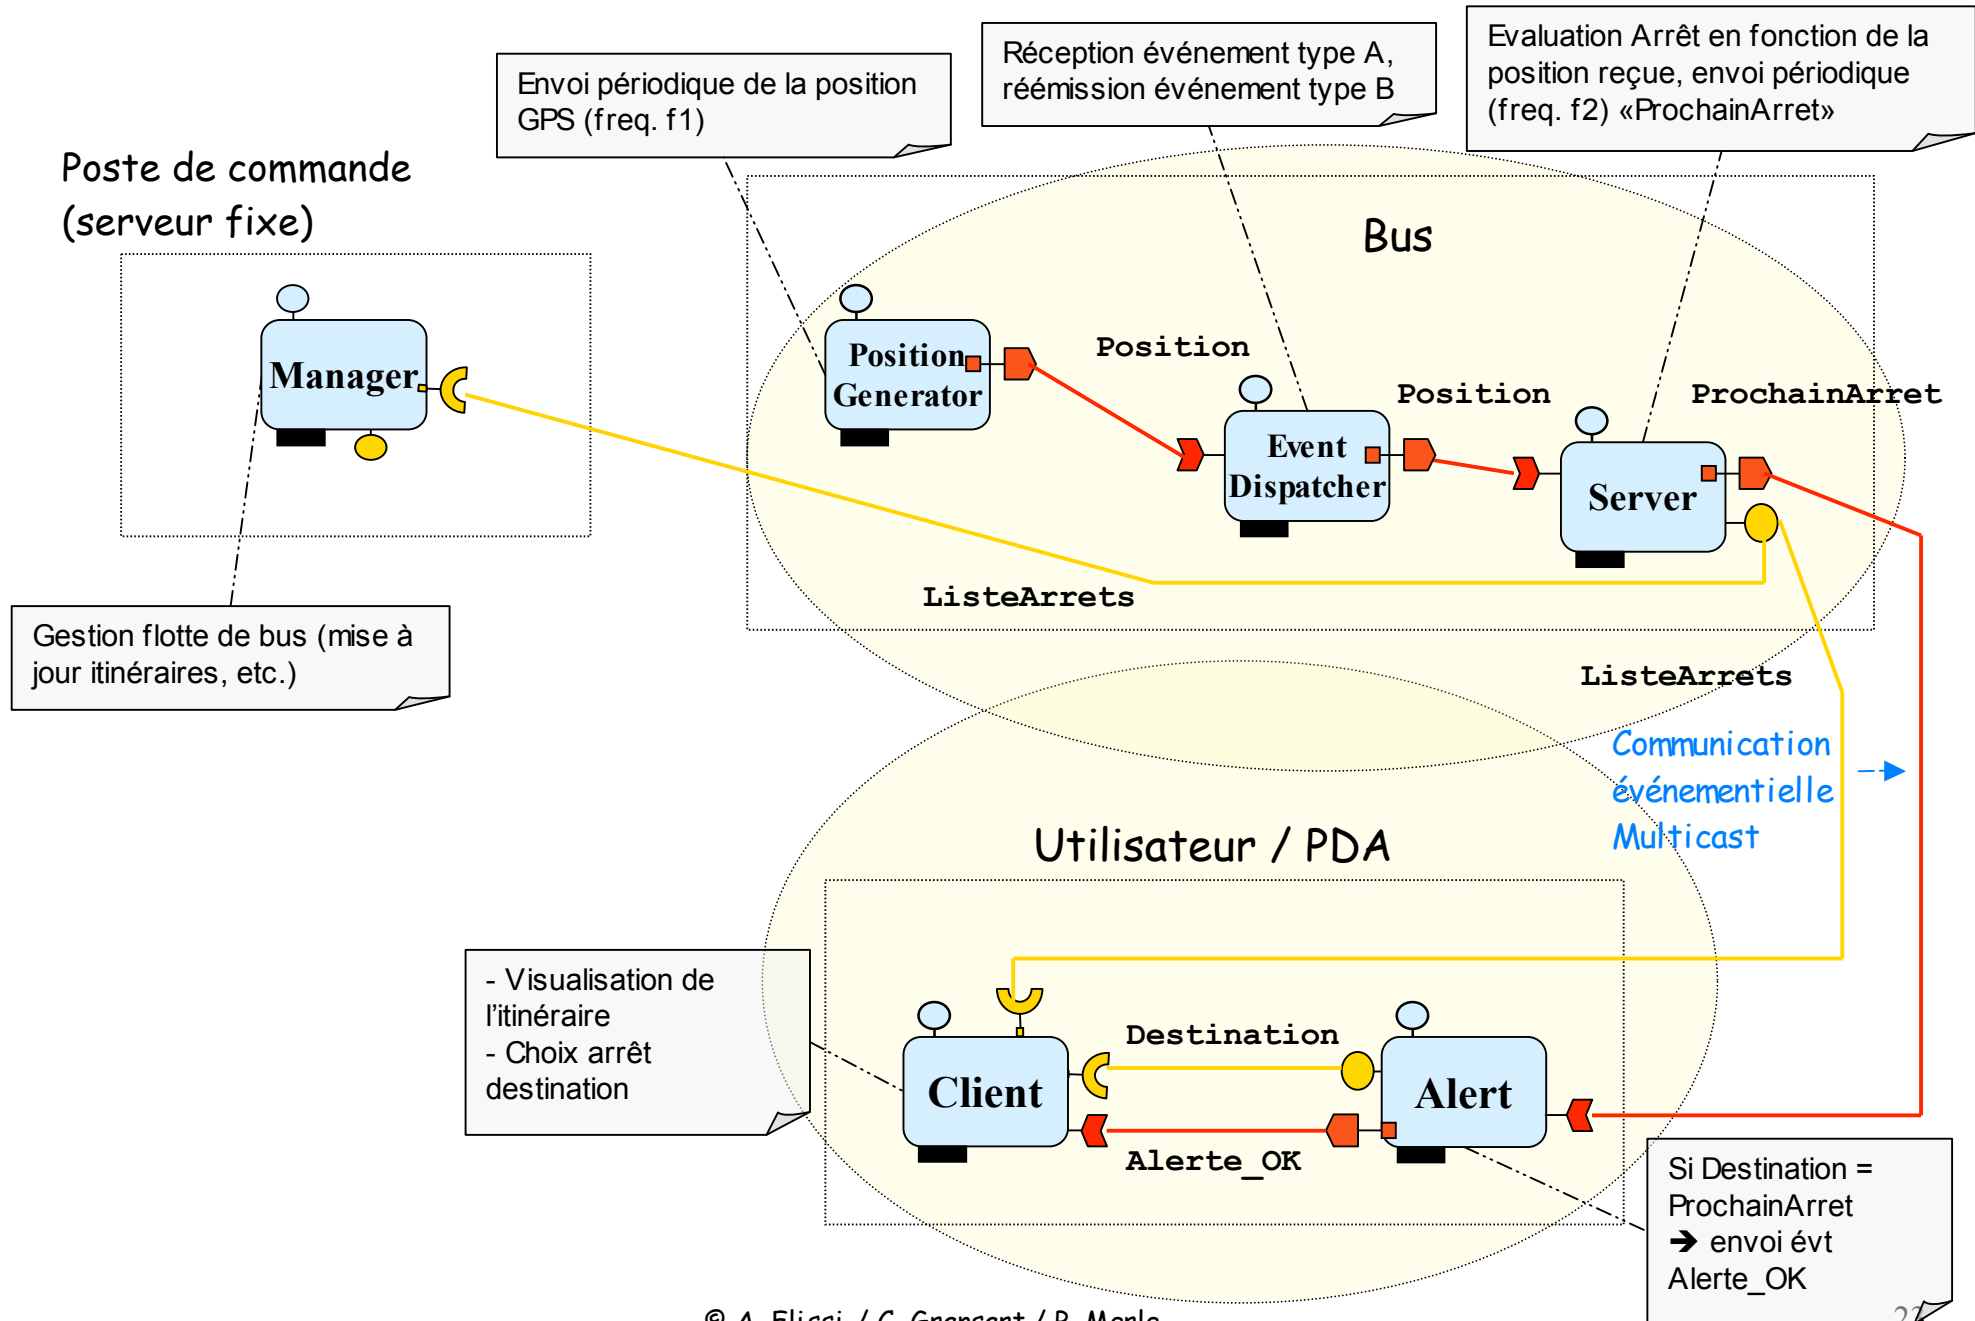 Envoi périodique de la position
GPS (freq. f1)
Réception événement type A,
réémission événement type B
Evaluation Arrêt en fonction de la
position reçue, envoi périodique
(freq. f2) «ProchainArret»
Poste de commande
(serveur fixe)
Bus
Manager
Position
Generator
Position
Event
Dispatcher
Position
ProchainArret
Server
ListeArrets
Gestion flotte de bus (mise à
jour itinéraires, etc.)
ListeArrets
Communication
événementielle
Multicast
Utilisateur / PDA
- Visualisation de
l'itinéraire
- Choix arrêt
destination
Client
Destination
Alerte_OK
Alert
Si Destination =
ProchainArret
➔ envoi évt
Alerte_OK
© A. Flissi / C. Gransart / P. Merle